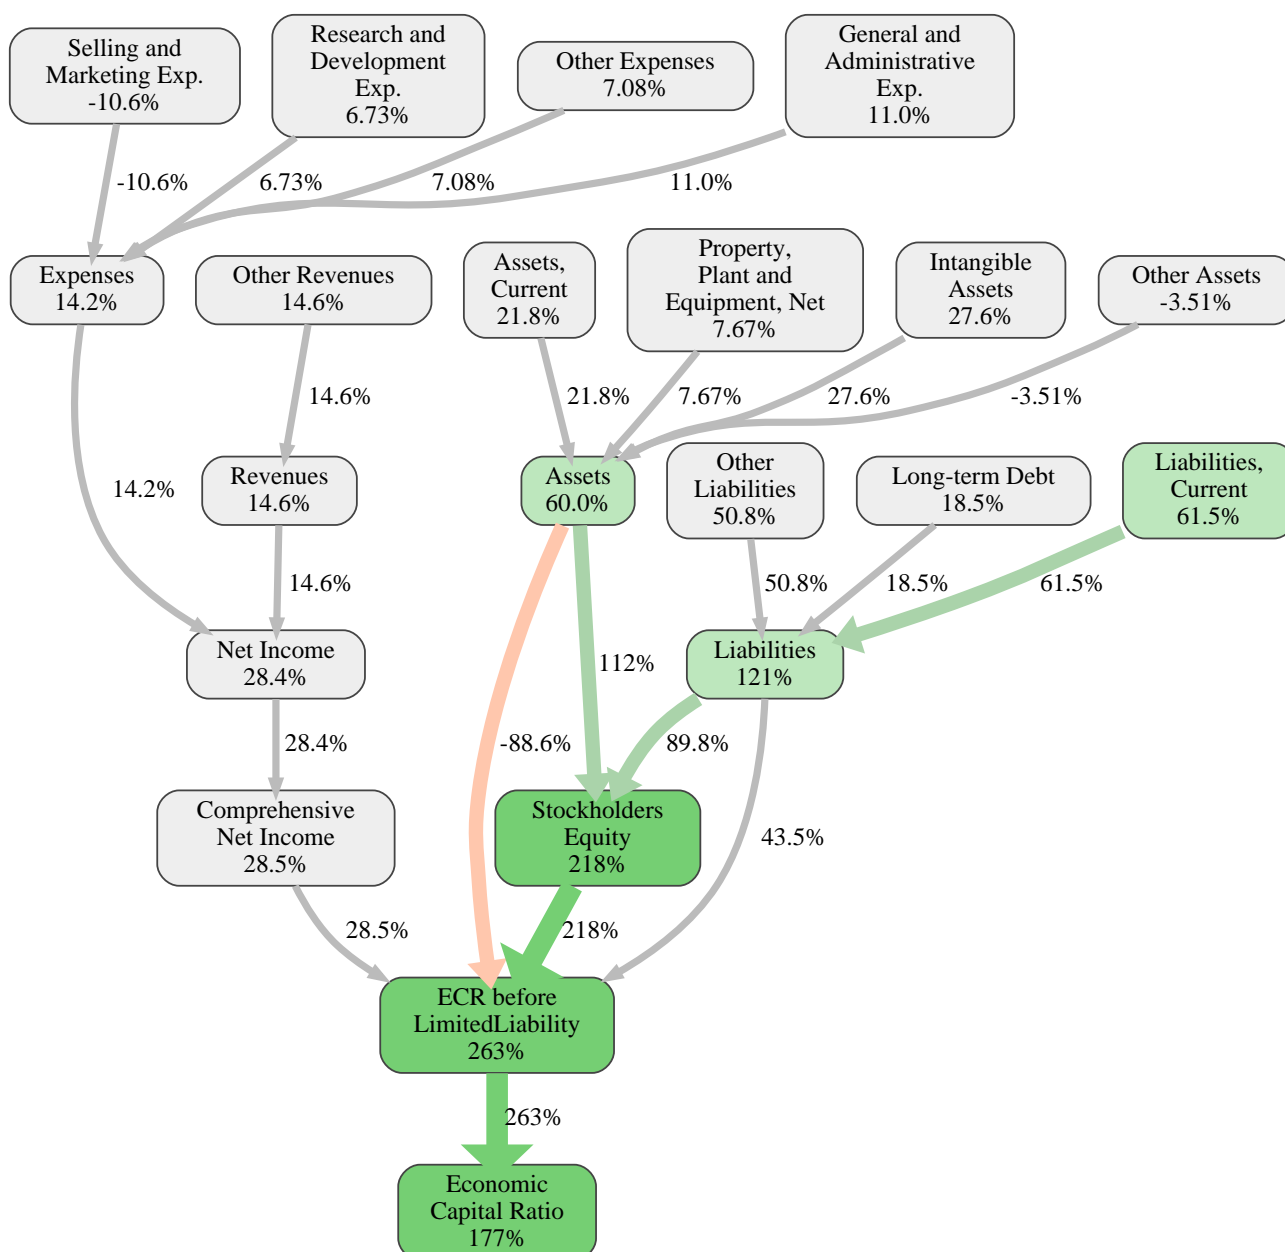 Selling and
Marketing Exp.
-10.6%
Research and
Development
Exp.
6.73%
Other Expenses
7.08%
General and
Administrative
Exp.
11.0%
-10.6%
6.73%
7.08%
11.0%
Expenses
14.2%
Other Revenues
14.6%
Assets,
Current
21.8%
Property,
Plant and
Equipment, Net
7.67%
Intangible
Assets
27.6%
Other Assets
-3.51%
14.6%
21.8%
7.67%
27.6%
-3.51%
14.2%
Revenues
14.6%
Assets
60.0%
Other
Liabilities
50.8%
Long-term Debt
18.5%
Liabilities,
Current
61.5%
14.6%
50.8%
18.5%
61.5%
Net Income
28.4%
112%
Liabilities
121%
28.4%
-88.6%
89.8%
Comprehensive
Net Income
28.5%
Stockholders
Equity
218%
43.5%
28.5%
218%
ECR before
LimitedLiability
263%
263%
Economic
Capital Ratio
177%